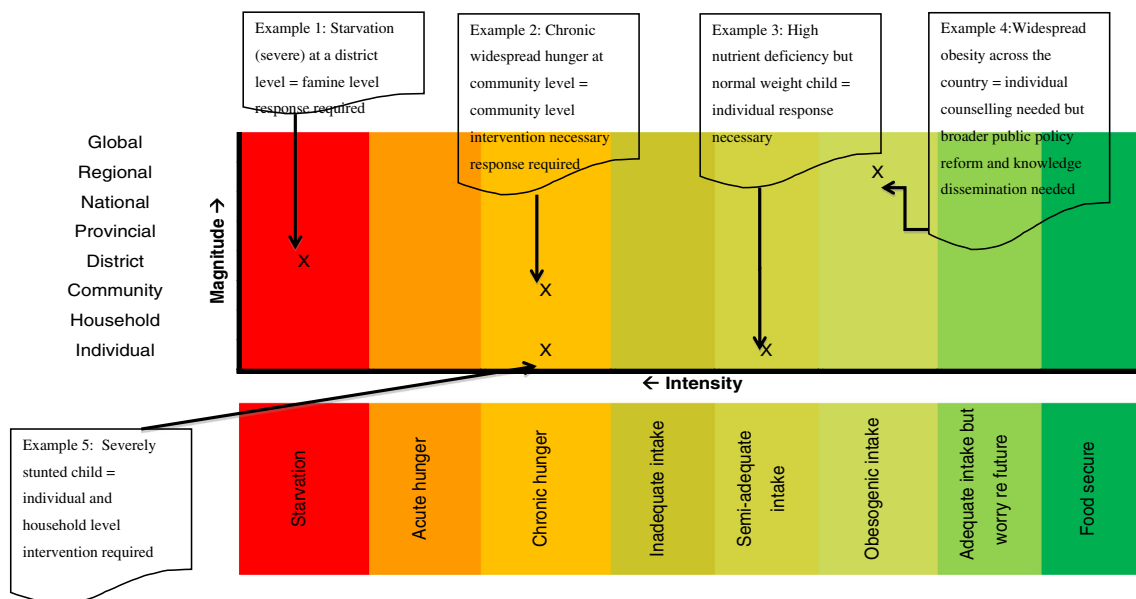 Example 1: Starvation
(severe) at a district
level = famine level
response required
Example 2: Chronic
widespread hunger at
community level =
community level
intervention necessary
response required
Example 3: High
nutrient deficiency but
normal weight child =
individual response
necessary
Example 4:Widespread
obesity across the
country = individual
counselling needed but
broader public policy
reform and knowledge
dissemination needed
Global
Regional
National
Provincial
District
Community
Household
Individual
Magnitude →
X
X
X
X
X
← Intensity
Example 5: Severely
stunted child =
individual and
household level
intervention required
Starvation
Acute hunger
Chronic hunger
Inadequate intake
Semi-adequate
intake
Obesogenic intake
Adequate intake but
worry re future
Food secure